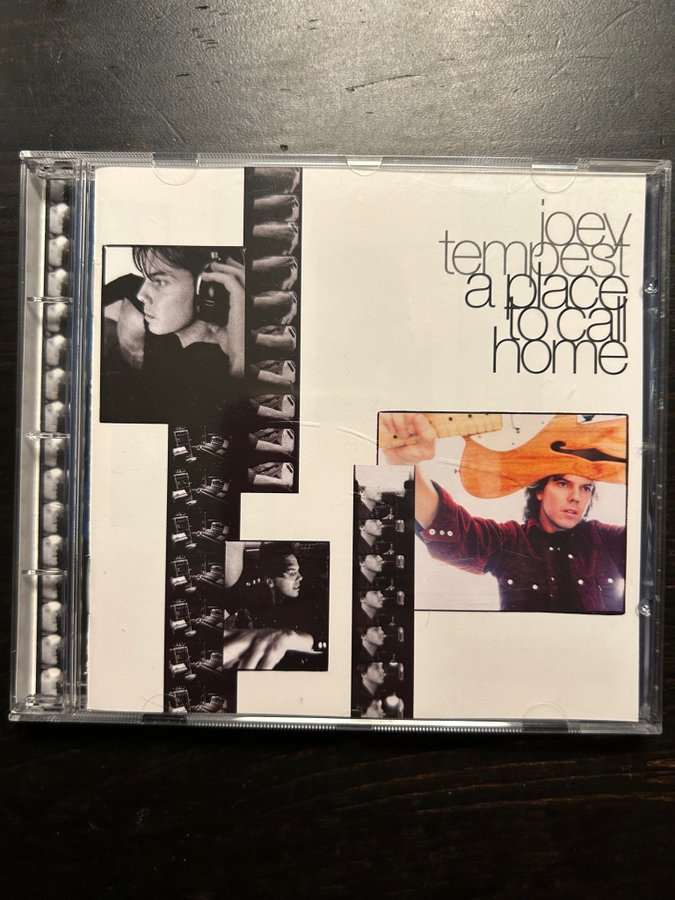 joey
tempest
a place
to call
home